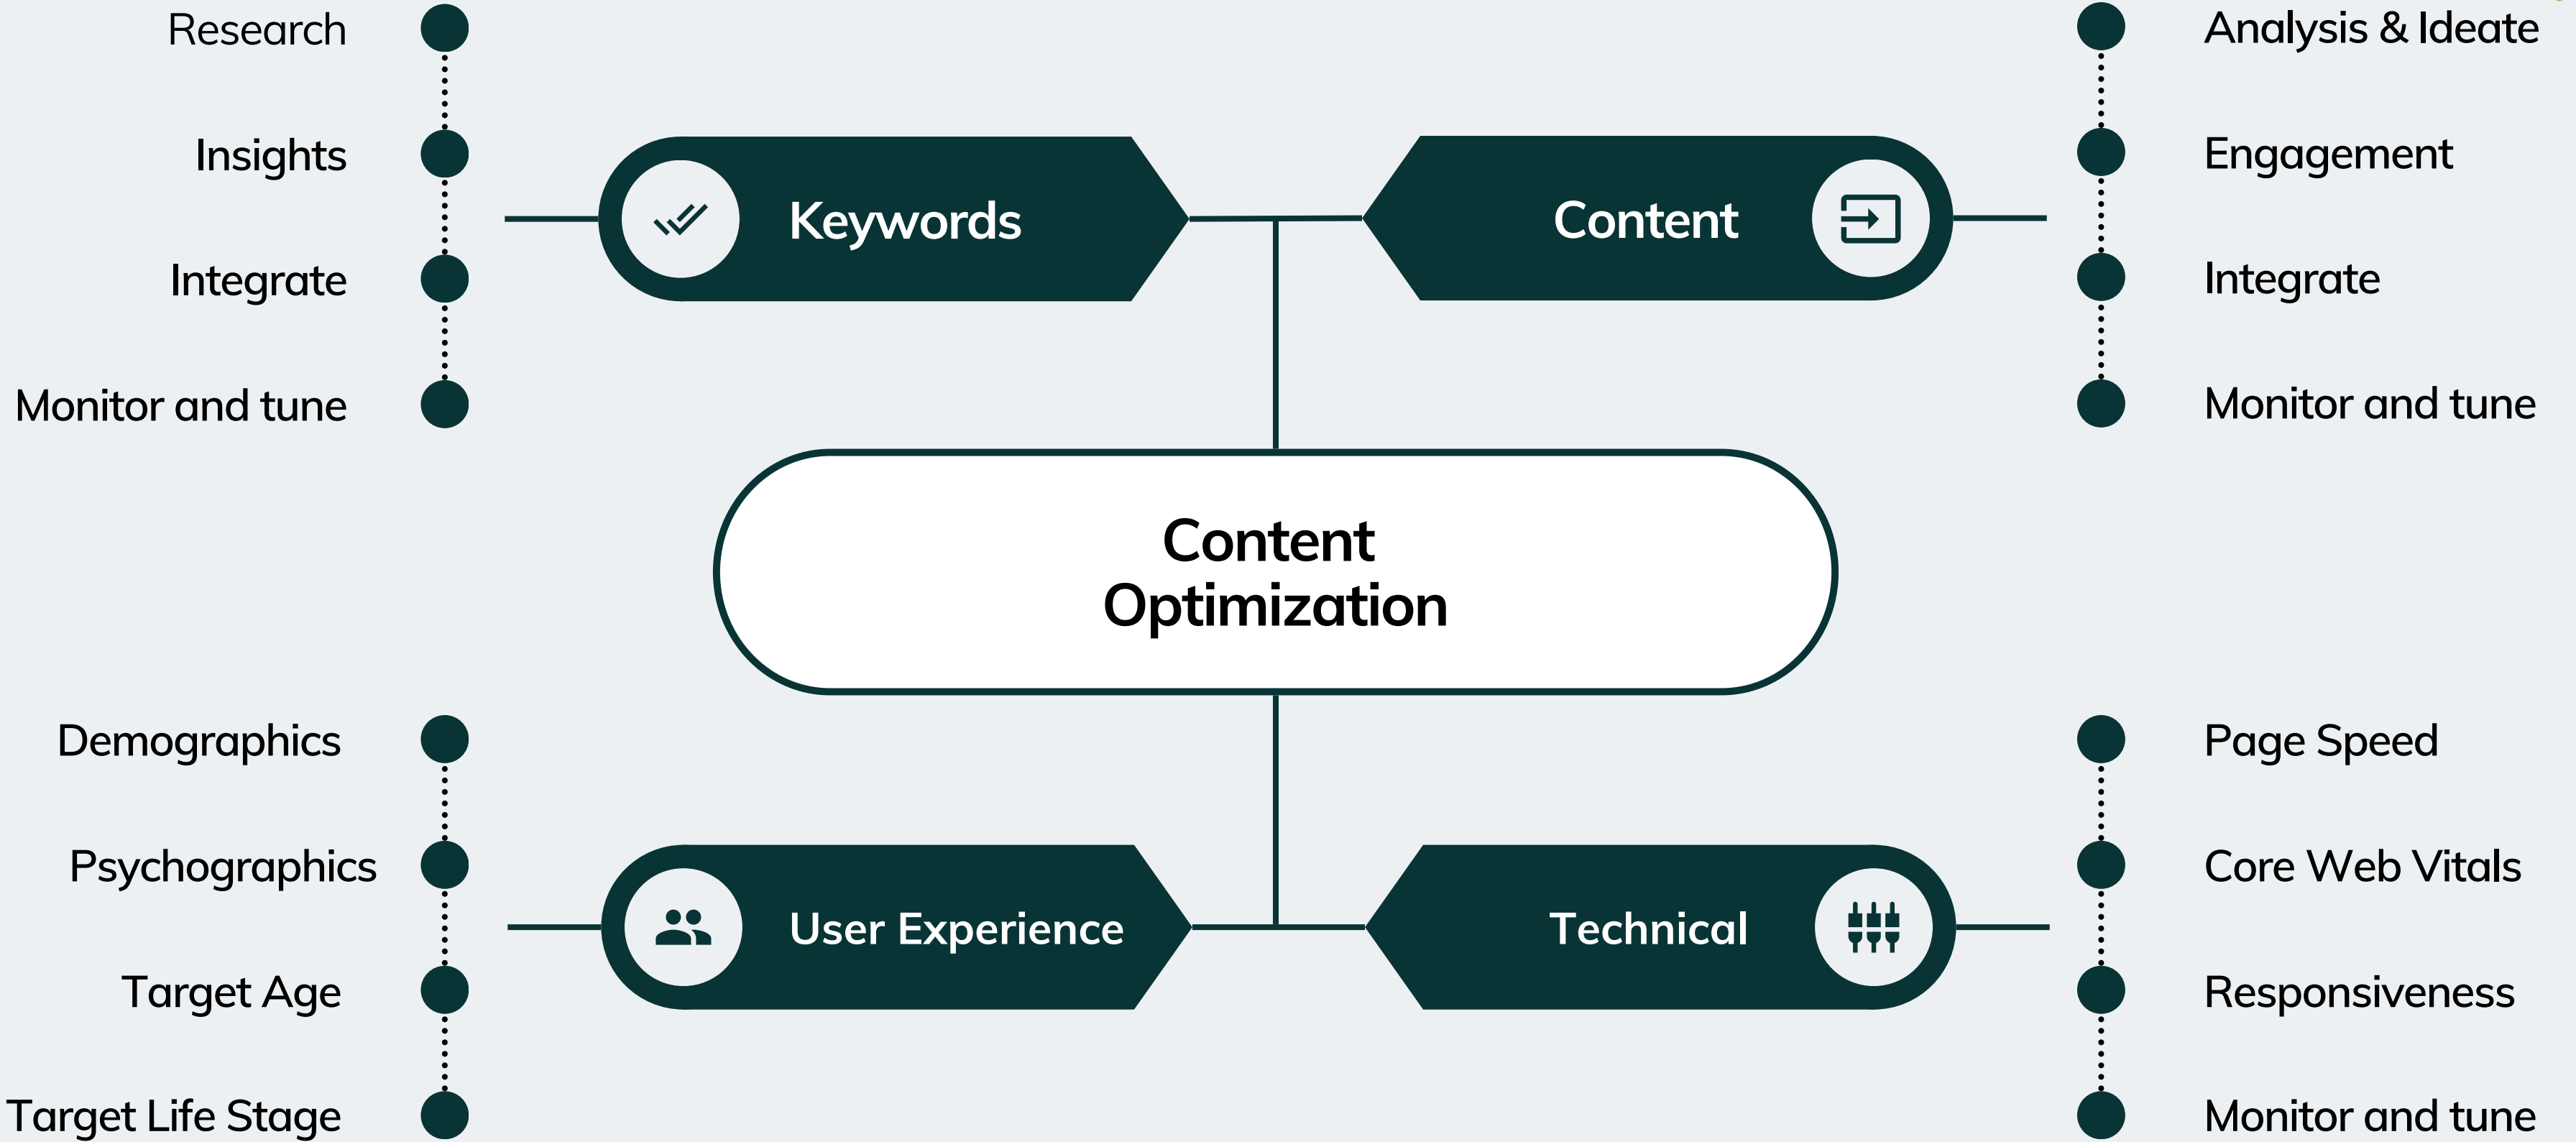 Research
Insights
Integrate
Monitor and tune
Keywords
Content
Analysis & Ideate
Engagement
Integrate
Monitor and tune
Content
Optimization
Demographics
Psychographics
Target Age
Target Life Stage
User Experience
Technical
Page Speed
Core Web Vitals
Responsiveness
Monitor and tune